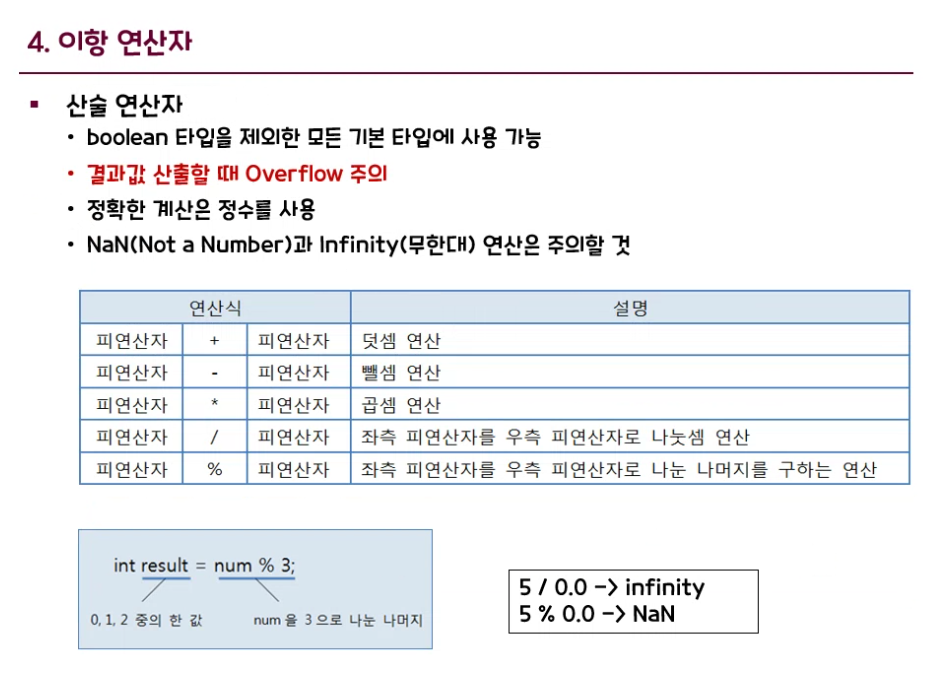 4. 이항 연산자
▪ 산술 연산자
• boolean 타입을 제외한 모든 기본 타입에 사용 가능
• 결과값 산출할 때 Overflow 주의
• 정확한 계산은 정수를 사용
• NaN(Not a Number)과 Infinity(무한대) 연산은 주의할 것
연산식 설명
피연산자 + 피연산자 덧셈 연산
피연산자 - 피연산자 뺄셈 연산
피연산자 * 피연산자 곱셈 연산
피연산자 / 피연산자 좌측 피연산자를 우측 피연산자로 나눗셈 연산
피연산자 % 피연산자 좌측 피연산자를 우측 피연산자로 나눈 나머지를 구하는 연산
int result = num % 3;
0, 1, 2 중의 한 값 num 을 3 으로 나눈 나머지
5 / 0.0 -> infinity
5 % 0.0 -> NaN